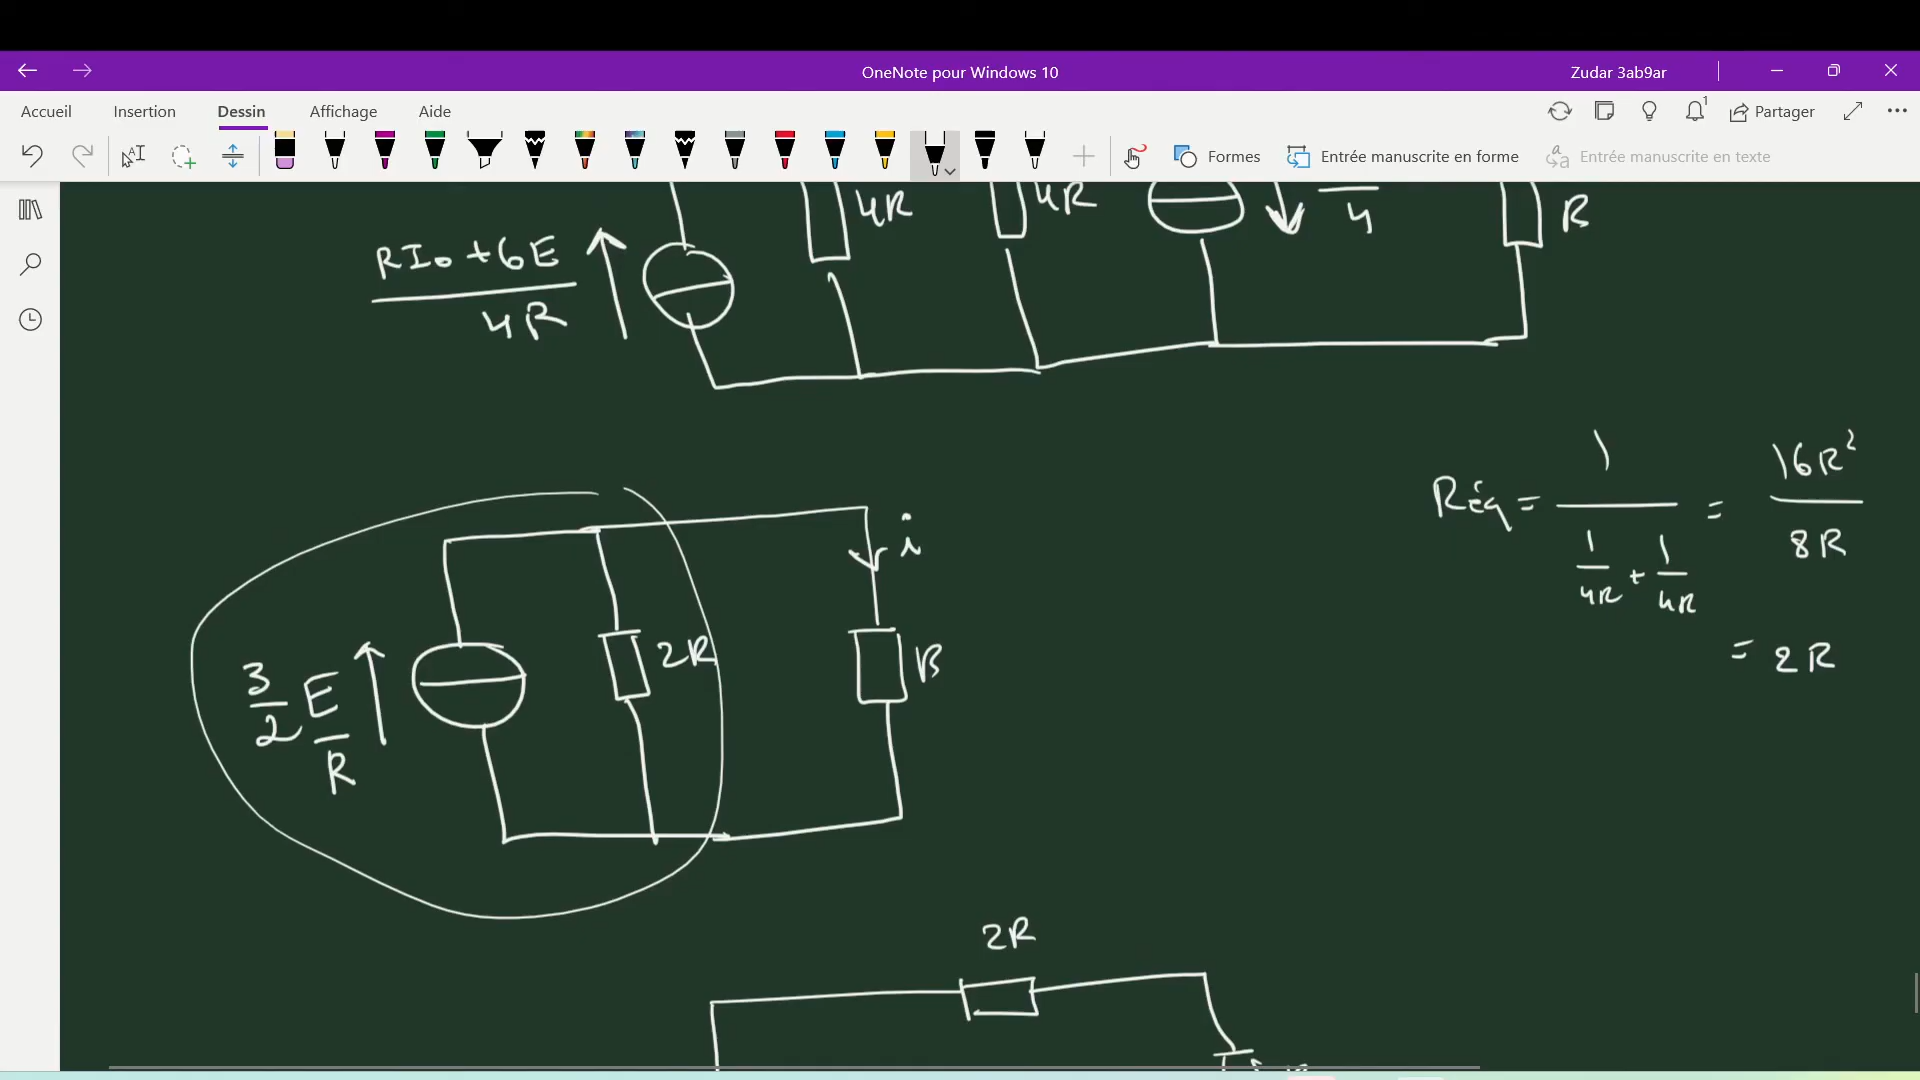 OneNote pour Windows 10
Zudar 3ab9ar
Accueil Insertion Dessin Affichage Aide
1
Partager
Formes
Entrée manuscrite en forme
Entrée manuscrite en texte
RI₀ + 6E / 4R
4R
4R
4
R
Réq = 1 / (1/4R + 1/4R) = 16R² / 8R
= 2R
i
3/2 E/R
2R
R
2R